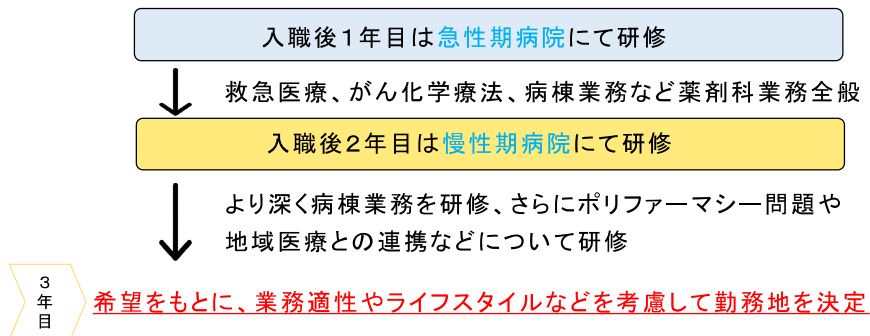 入職後1年目は急性期病院にて研修
救急医療、がん化学療法、病棟業務など薬剤科業務全般
入職後2年目は慢性期病院にて研修
より深く病棟業務を研修、さらにポリファーマシー問題や
地域医療との連携などについて研修
3年目
希望をもとに、業務適性やライフスタイルなどを考慮して勤務地を決定